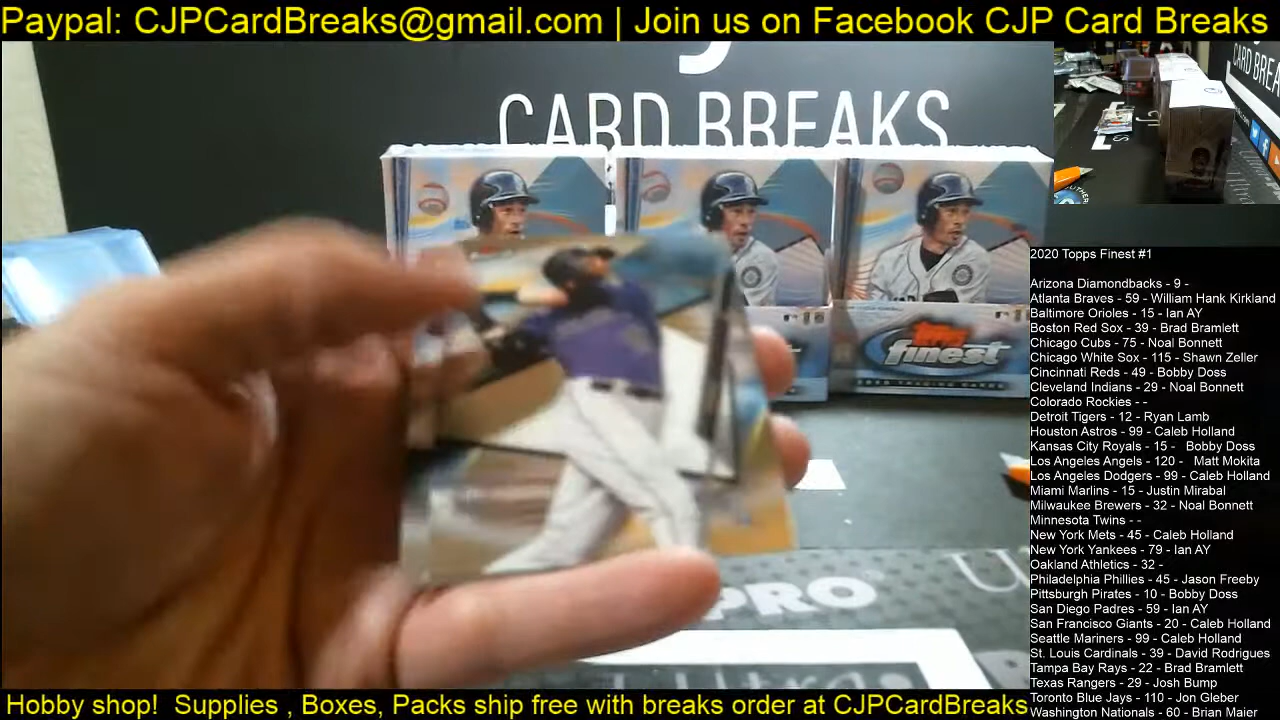 Paypal: CJPCardBreaks@gmail.com | Join us on Facebook CJP Card Breaks
CARD BREAKS
CARD BREA
topps
finest
2020 TRADING CARDS
PRO
2020 Topps Finest #1
Arizona Diamondbacks - 9 -
Atlanta Braves - 59 - William Hank Kirkland
Baltimore Orioles - 15 - Ian AY
Boston Red Sox - 39 - Brad Bramlett
Chicago Cubs - 75 - Noal Bonnett
Chicago White Sox - 115 - Shawn Zeller
Cincinnati Reds - 49 - Bobby Doss
Cleveland Indians - 29 - Noal Bonnett
Colorado Rockies - -
Detroit Tigers - 12 - Ryan Lamb
Houston Astros - 99 - Caleb Holland
Kansas City Royals - 15 - Bobby Doss
Los Angeles Angels - 120 - Matt Mokita
Los Angeles Dodgers - 99 - Caleb Holland
Miami Marlins - 15 - Justin Mirabal
Milwaukee Brewers - 32 - Noal Bonnett
Minnesota Twins - -
New York Mets - 45 - Caleb Holland
New York Yankees - 79 - Ian AY
Oakland Athletics - 32 -
Philadelphia Phillies - 45 - Jason Freeby
Pittsburgh Pirates - 10 - Bobby Doss
San Diego Padres - 59 - Ian AY
San Francisco Giants - 20 - Caleb Holland
Seattle Mariners - 99 - Caleb Holland
St. Louis Cardinals - 39 - David Rodrigues
Tampa Bay Rays - 22 - Brad Bramlett
Texas Rangers - 29 - Josh Bump
Toronto Blue Jays - 110 - Jon Gleber
Washington Nationals - 60 - Brian Maier
Hobby shop! Supplies , Boxes, Packs ship free with breaks order at CJPCardBreaks